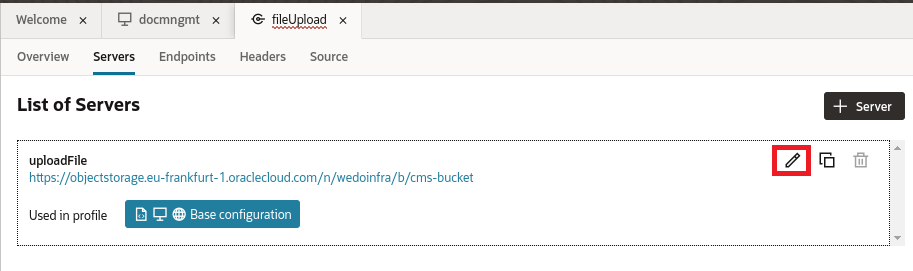 Welcome × docmngmt × fileUpload ×
Overview Servers Endpoints Headers Source
List of Servers
+ Server
uploadFile
https://objectstorage.eu-frankfurt-1.oraclecloud.com/n/wedoinfra/b/cms-bucket
Used in profile Base configuration